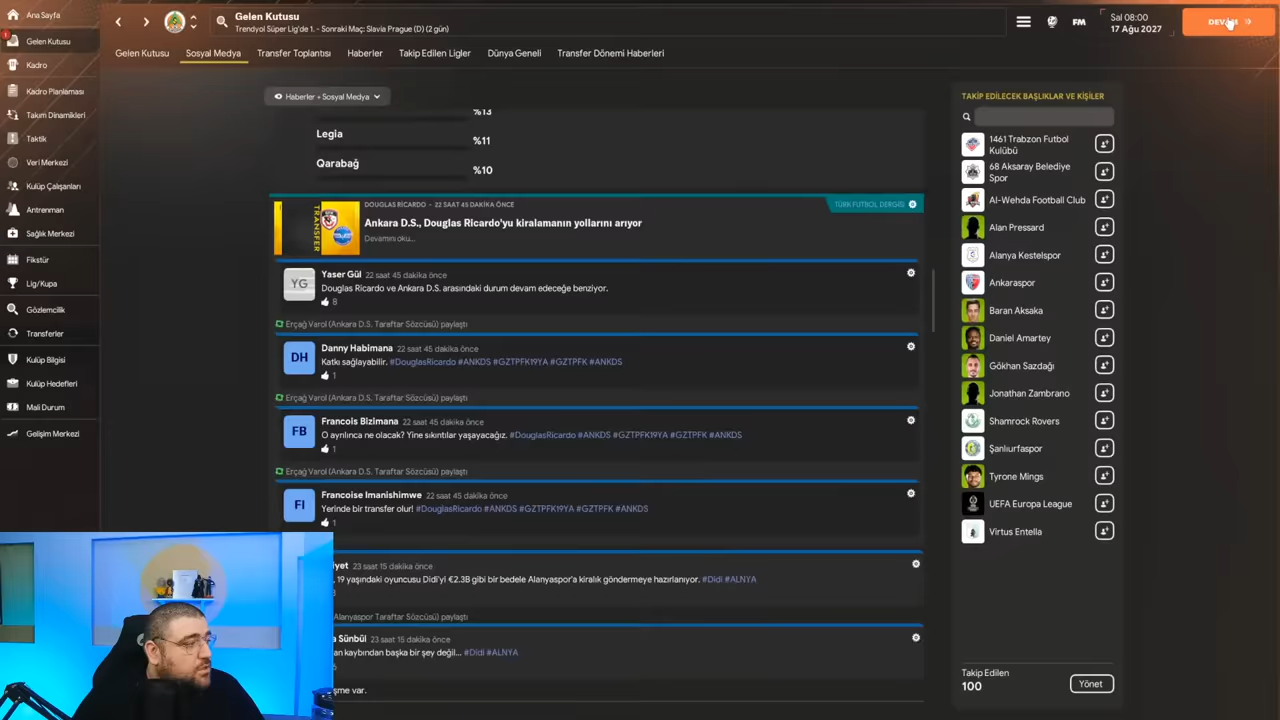 Ana Sayfa
1
Gelen Kutusu
Kadro
Kadro Planlaması
Takım Dinamikleri
Taktik
Veri Merkezi
Kulüp Çalışanları
Antrenman
Sağlık Merkezi
Fikstür
Lig/Kupa
Gözlemcilik
Transferler
Kulüp Bilgisi
Kulüp Hedefleri
Mali Durum
Gelişim Merkezi
Gelen Kutusu
Trendyol Süper Lig'de 1. - Sonraki Maç: Slavia Prague (D) (2 gün)
FM
Sal 08:00
17 Ağu 2027
Gelen Kutusu
Sosyal Medya
Transfer Toplantısı
Haberler
Takip Edilen Ligler
Dünya Geneli
Transfer Dönemi Haberleri
Haberler + Sosyal Medya
%13
Legia
%11
Qarabağ
%10
TRANSFER
DOUGLAS RİCARDO - 22 SAAT 45 DAKİKA ÖNCE
TÜRK FUTBOL DERGİSİ
Ankara D.S., Douglas Ricardo'yu kiralamanın yollarını arıyor
Devamını oku...
YG
Yaser Gül 22 saat 45 dakika önce
Douglas Ricardo ve Ankara D.S. arasındaki durum devam edeceğe benziyor.
8
Erçağ Varol (Ankara D.S. Taraftar Sözcüsü) paylaştı
DH
Danny Habimana 22 saat 45 dakika önce
Katkı sağlayabilir. #DouglasRicardo #ANKDS #GZTPFK19YA #GZTPFK #ANKDS
1
Erçağ Varol (Ankara D.S. Taraftar Sözcüsü) paylaştı
FB
Francois Bizimana 22 saat 45 dakika önce
O ayrılınca ne olacak? Yine sıkıntılar yaşayacağız. #DouglasRicardo #ANKDS #GZTPFK19YA #GZTPFK #ANKDS
1
Erçağ Varol (Ankara D.S. Taraftar Sözcüsü) paylaştı
FI
Francoise Imanishimwe 22 saat 45 dakika önce
Yerinde bir transfer olur! #DouglasRicardo #ANKDS #GZTPFK19YA #GZTPFK #ANKDS
1
iyet 23 saat 15 dakika önce
19 yaşındaki oyuncusu Didi'yi €2.3B gibi bir bedele Alanyaspor'a kiralık göndermeye hazırlanıyor. #Didi #ALNYA
Alanyaspor Taraftar Sözcüsü) paylaştı
Sünbül 23 saat 15 dakika önce
an kaybından başka bir şey değil... #Didi #ALNYA
şme var.
TAKİP EDİLECEK BAŞLIKLAR VE KİŞİLER
1461 Trabzon Futbol
Kulübü
68 Aksaray Belediye
Spor
Al-Wehda Football Club
Alan Pressard
Alanya Kestelspor
Ankaraspor
Baran Aksaka
Daniel Amartey
Gökhan Sazdağı
Jonathan Zambrano
Shamrock Rovers
Şanlıurfaspor
Tyrone Mings
UEFA Europa League
Virtus Entella
Takip Edilen
100
Yönet